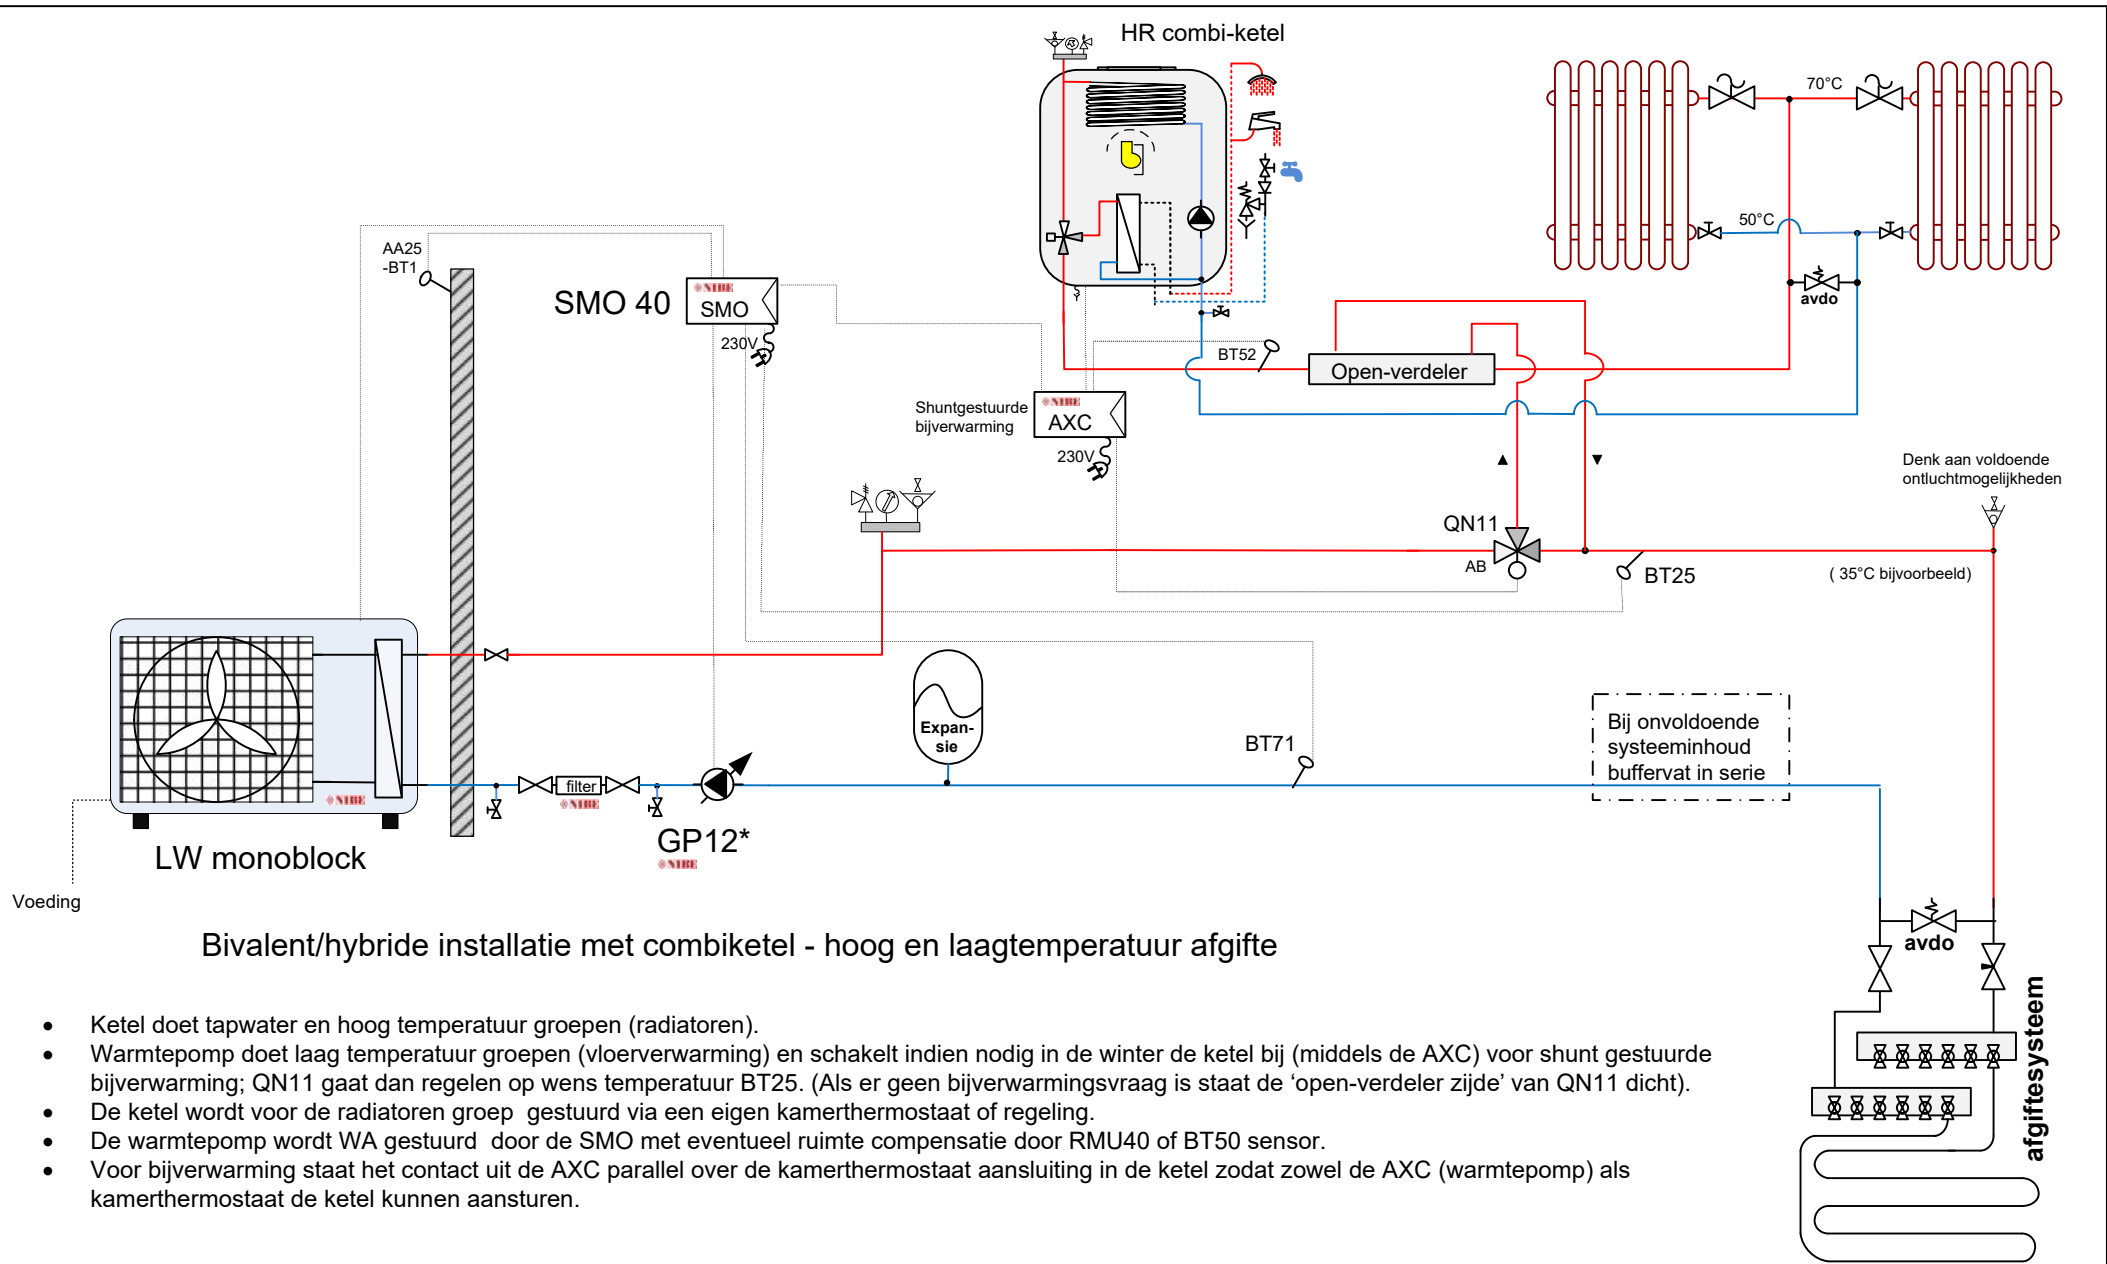 HR combi-ketel
70°C
50°C
avdo
AA25
-BT1
SMO 40
NIBE
SMO
230V
BT52
Open-verdeler
Shuntgestuurde
bijverwarming
NIBE
AXC
230V
Denk aan voldoende
ontluchtmogelijkheden
QN11
AB
BT25
( 35°C bijvoorbeeld)
Expan-
sie
BT71
Bij onvoldoende
systeeminhoud
buffervat in serie
filter
NIBE
NIBE
GP12*
NIBE
LW monoblock
Voeding
avdo
afgiftesysteem
Bivalent/hybride installatie met combiketel - hoog en laagtemperatuur afgifte
• Ketel doet tapwater en hoog temperatuur groepen (radiatoren).
• Warmtepomp doet laag temperatuur groepen (vloerverwarming) en schakelt indien nodig in de winter de ketel bij (middels de AXC) voor shunt gestuurde
bijverwarming; QN11 gaat dan regelen op wens temperatuur BT25. (Als er geen bijverwarmingsvraag is staat de ‘open-verdeler zijde’ van QN11 dicht).
• De ketel wordt voor de radiatoren groep gestuurd via een eigen kamerthermostaat of regeling.
• De warmtepomp wordt WA gestuurd door de SMO met eventueel ruimte compensatie door RMU40 of BT50 sensor.
• Voor bijverwarming staat het contact uit de AXC parallel over de kamerthermostaat aansluiting in de ketel zodat zowel de AXC (warmtepomp) als
kamerthermostaat de ketel kunnen aansturen.